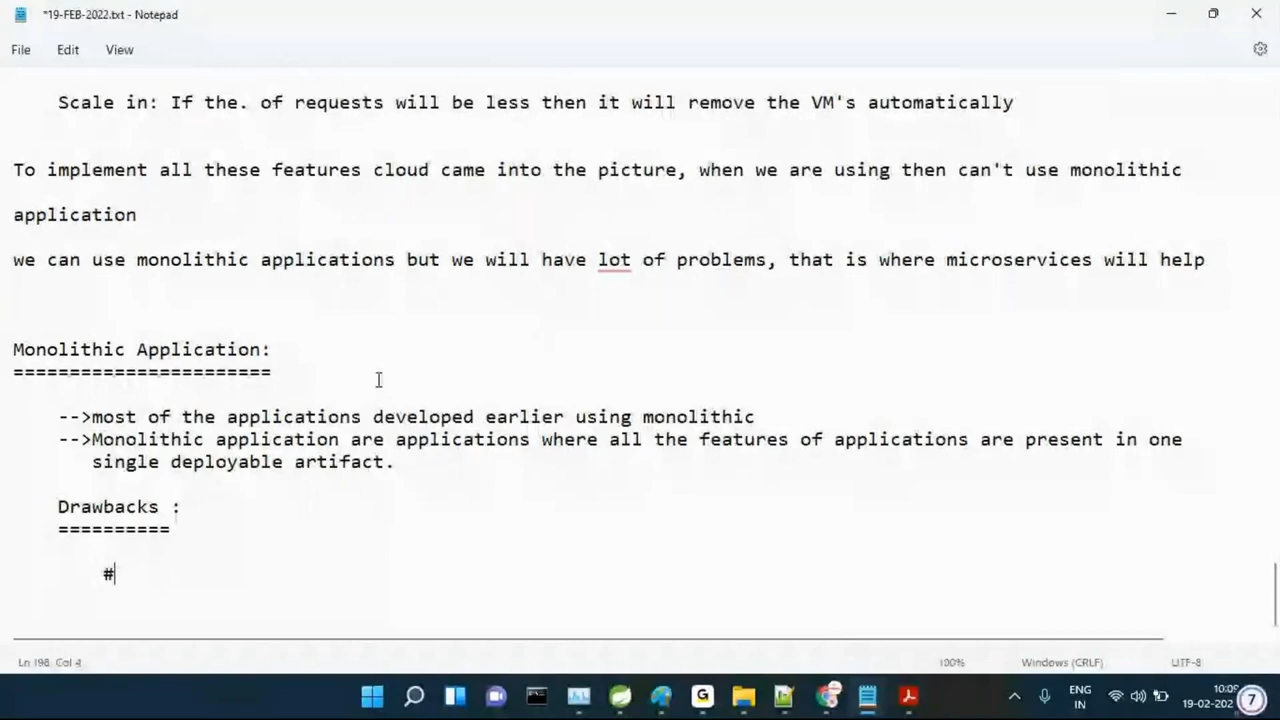 *19-FEB-2022.txt - Notepad
File Edit View
Scale in: If the. of requests will be less then it will remove the VM's automatically
To implement all these features cloud came into the picture, when we are using then can't use monolithic
application
we can use monolithic applications but we will have lot of problems, that is where microservices will help
Monolithic Application:
=======================
-->most of the applications developed earlier using monolithic
-->Monolithic application are applications where all the features of applications are present in one
single deployable artifact.
Drawbacks :
==========
#
Ln 198, Col 4 100% Windows (CRLF) UTF-8
ENG 10:09
IN 19-02-202 7